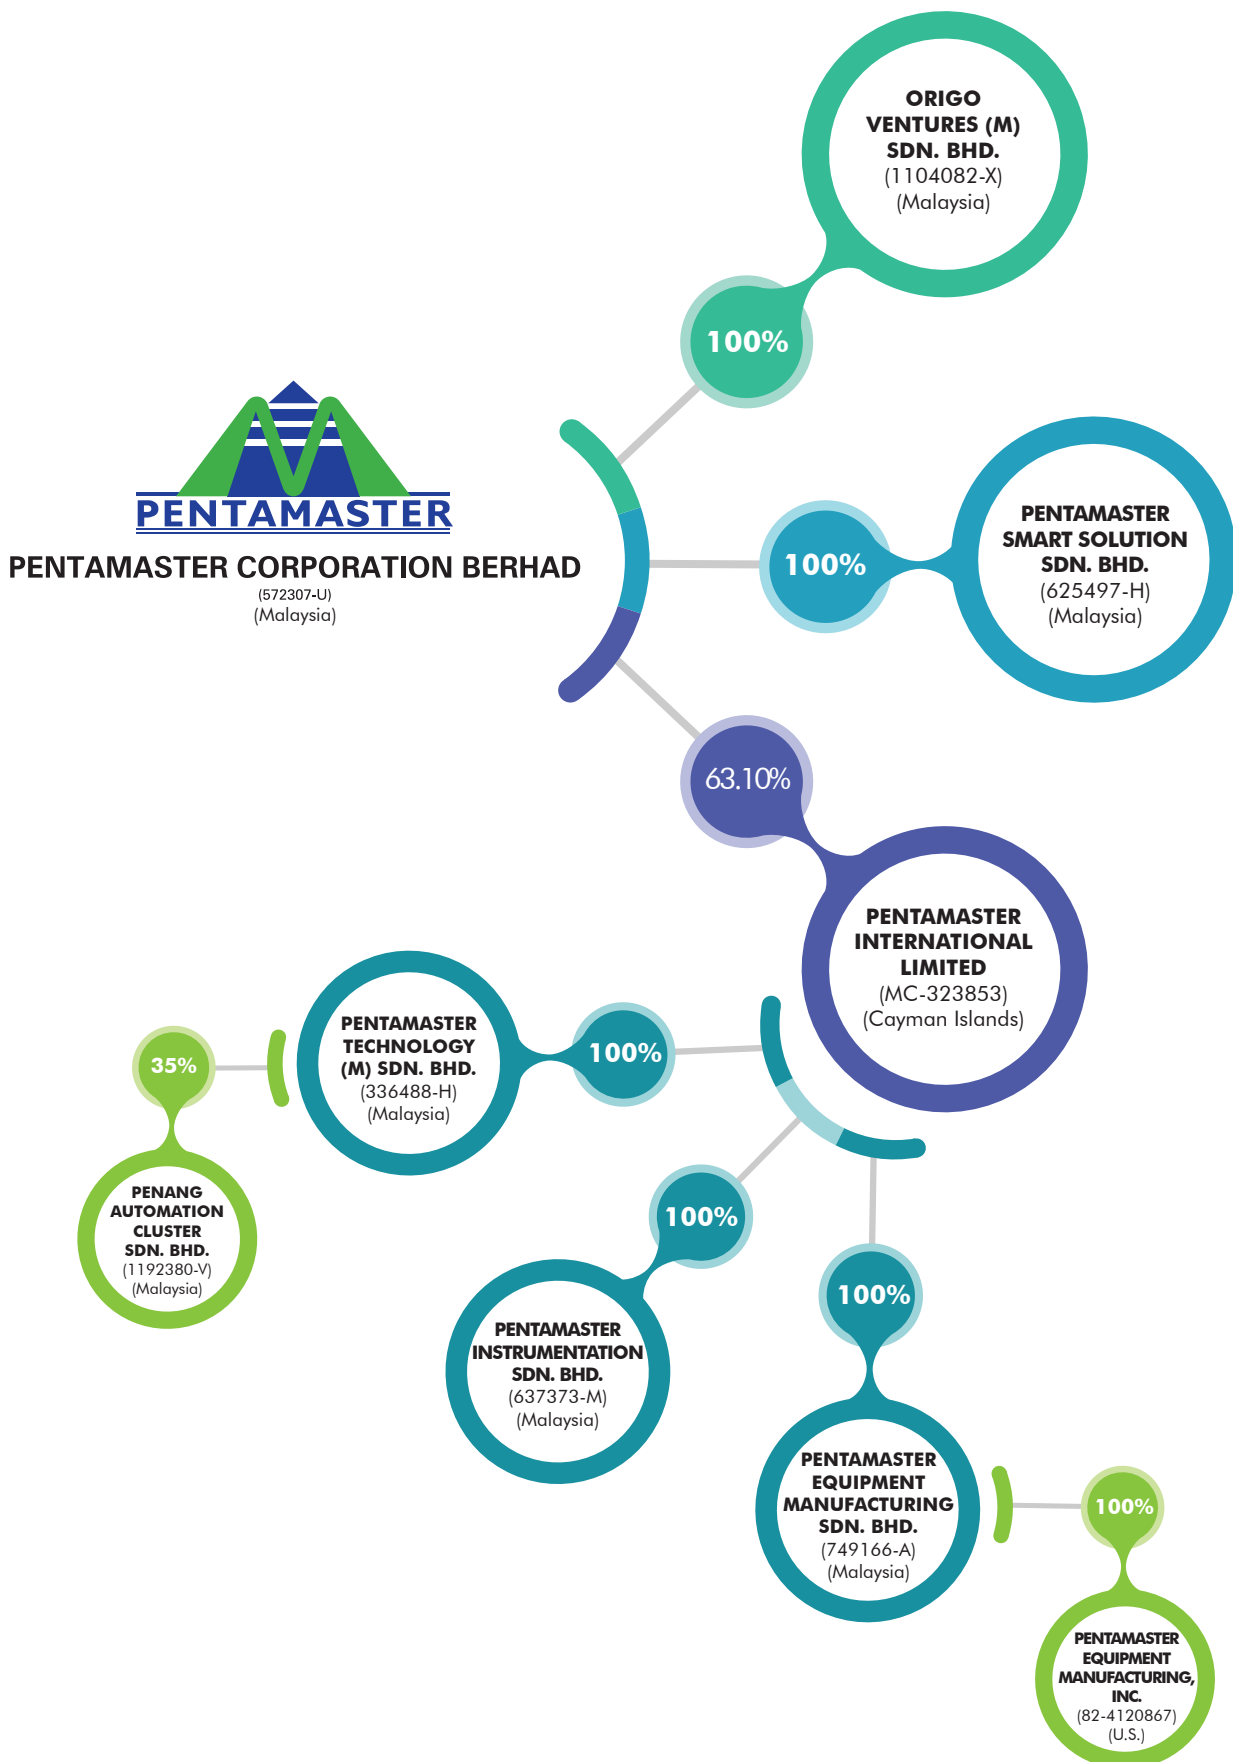 ORIGO
VENTURES (M)
SDN. BHD.
(1104082-X)
(Malaysia)
100%
PENTAMASTER
PENTAMASTER CORPORATION BERHAD
(572307-U)
(Malaysia)
100%
PENTAMASTER
SMART SOLUTION
SDN. BHD.
(625497-H)
(Malaysia)
63.10%
PENTAMASTER
INTERNATIONAL
LIMITED
(MC-323853)
(Cayman Islands)
100%
PENTAMASTER
TECHNOLOGY
(M) SDN. BHD.
(336488-H)
(Malaysia)
35%
PENANG
AUTOMATION
CLUSTER
SDN. BHD.
(1192380-V)
(Malaysia)
100%
PENTAMASTER
INSTRUMENTATION
SDN. BHD.
(637373-M)
(Malaysia)
100%
PENTAMASTER
EQUIPMENT
MANUFACTURING
SDN. BHD.
(749166-A)
(Malaysia)
100%
PENTAMASTER
EQUIPMENT
MANUFACTURING,
INC.
(82-4120867)
(U.S.)